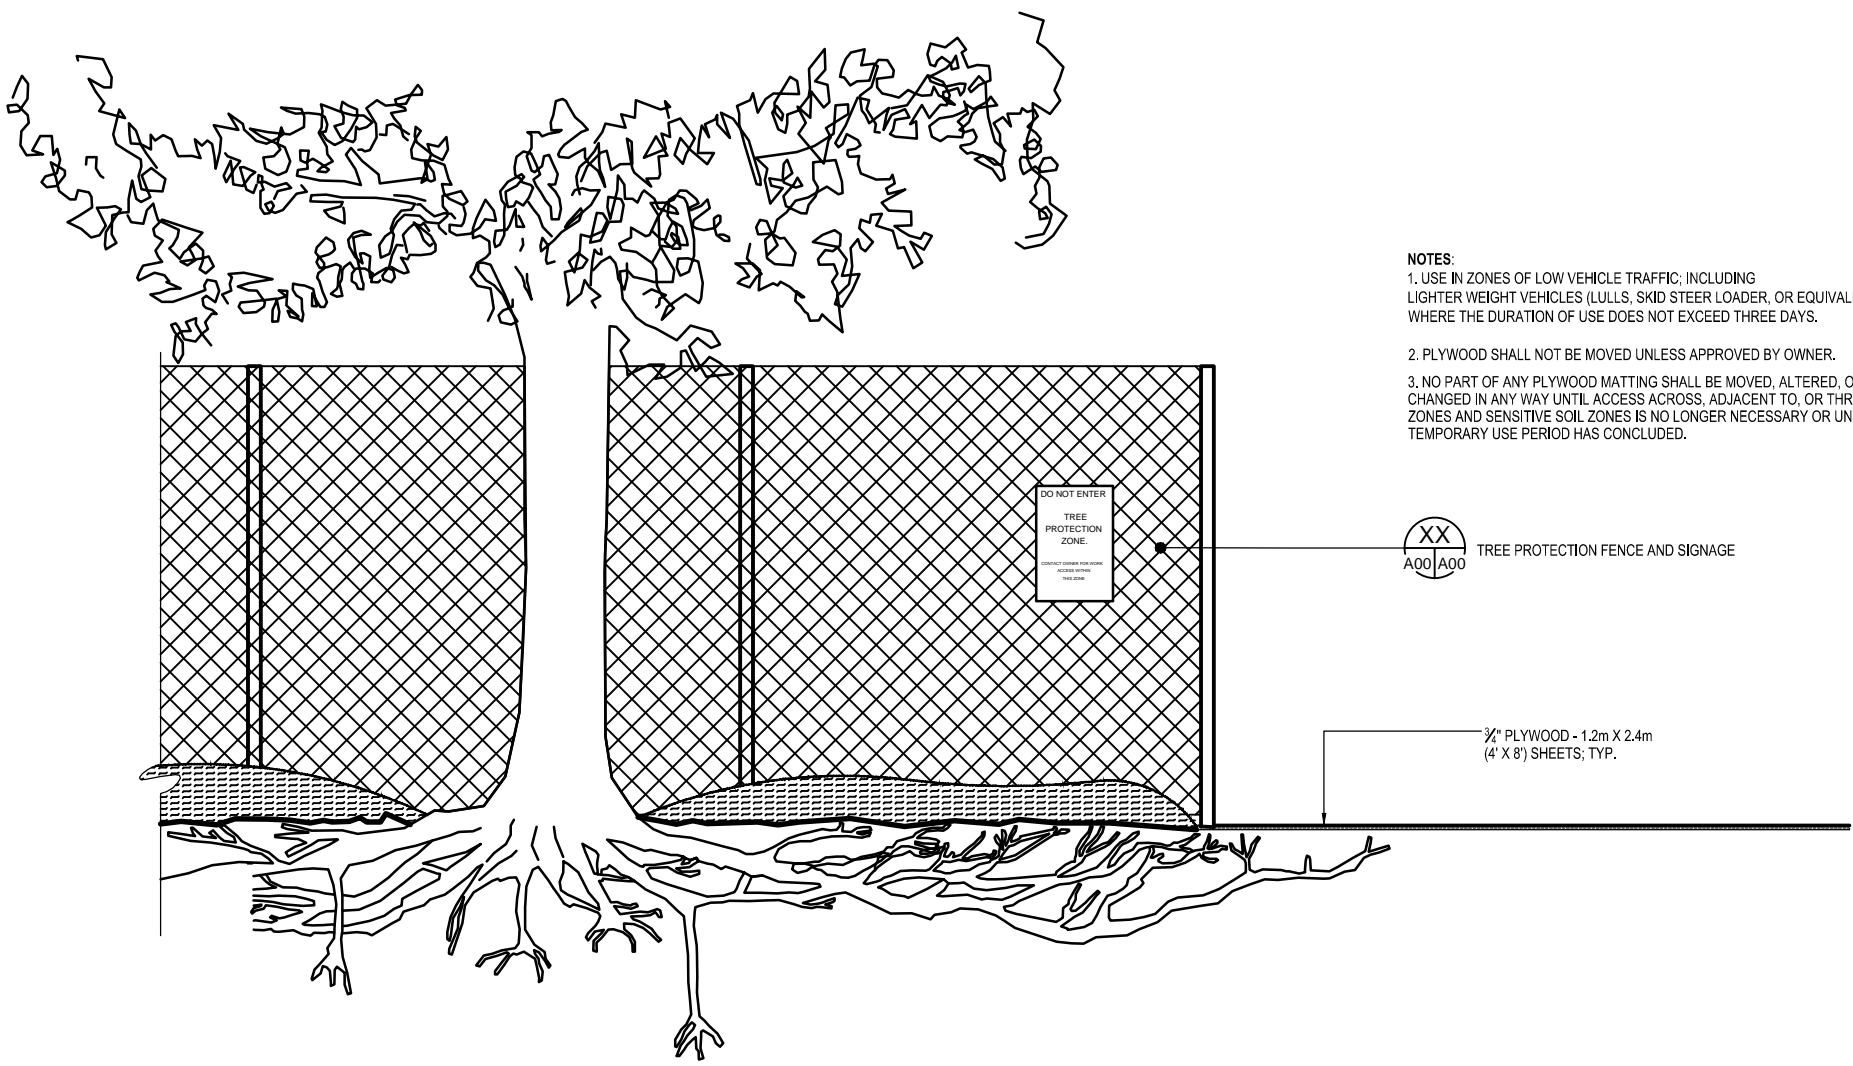 NOTES:
1. USE IN ZONES OF LOW VEHICLE TRAFFIC; INCLUDING
LIGHTER WEIGHT VEHICLES (LULLS, SKID STEER LOADER, OR
WHERE THE DURATION OF USE DOES NOT EXCEED THREE DAYS.
2. PLYWOOD SHALL NOT BE MOVED UNLESS APPROVED BY OWNER.
3. NO PART OF ANY PLYWOOD MATTING SHALL BE MOVED, ALTERED,
CHANGED IN ANY WAY UNTIL ACCESS ACROSS, ADJACENT TO, OR
ZONES AND SENSITIVE SOIL ZONES IS NO LONGER NECESSARY OR
TEMPORARY USE PERIOD HAS CONCLUDED.
DO NOT ENTER
TREE
PROTECTION
ZONE.
CONTACT OWNER FOR WORK
ACCESS WITHIN
THIS ZONE
XX
A00 A00
TREE PROTECTION FENCE AND SIGNAGE
3/4" PLYWOOD - 1.2m X 2.4m
(4' X 8') SHEETS; TYP.